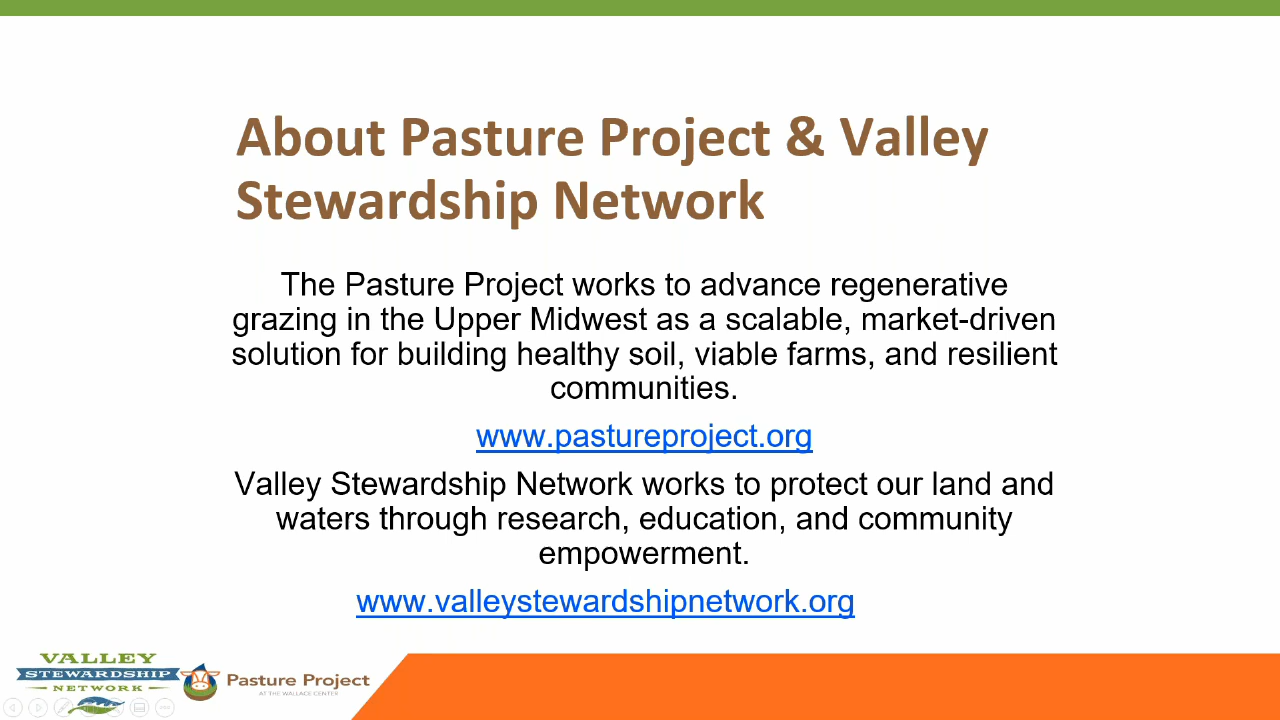 About Pasture Project & Valley
Stewardship Network
The Pasture Project works to advance regenerative
grazing in the Upper Midwest as a scalable, market-driven
solution for building healthy soil, viable farms, and resilient
communities.
www.pastureproject.org
Valley Stewardship Network works to protect our land and
waters through research, education, and community
empowerment.
www.valleystewardshipnetwork.org
VALLEY
STEWARDSHIP
NETWORK
Pasture Project
AT THE WALLACE CENTER